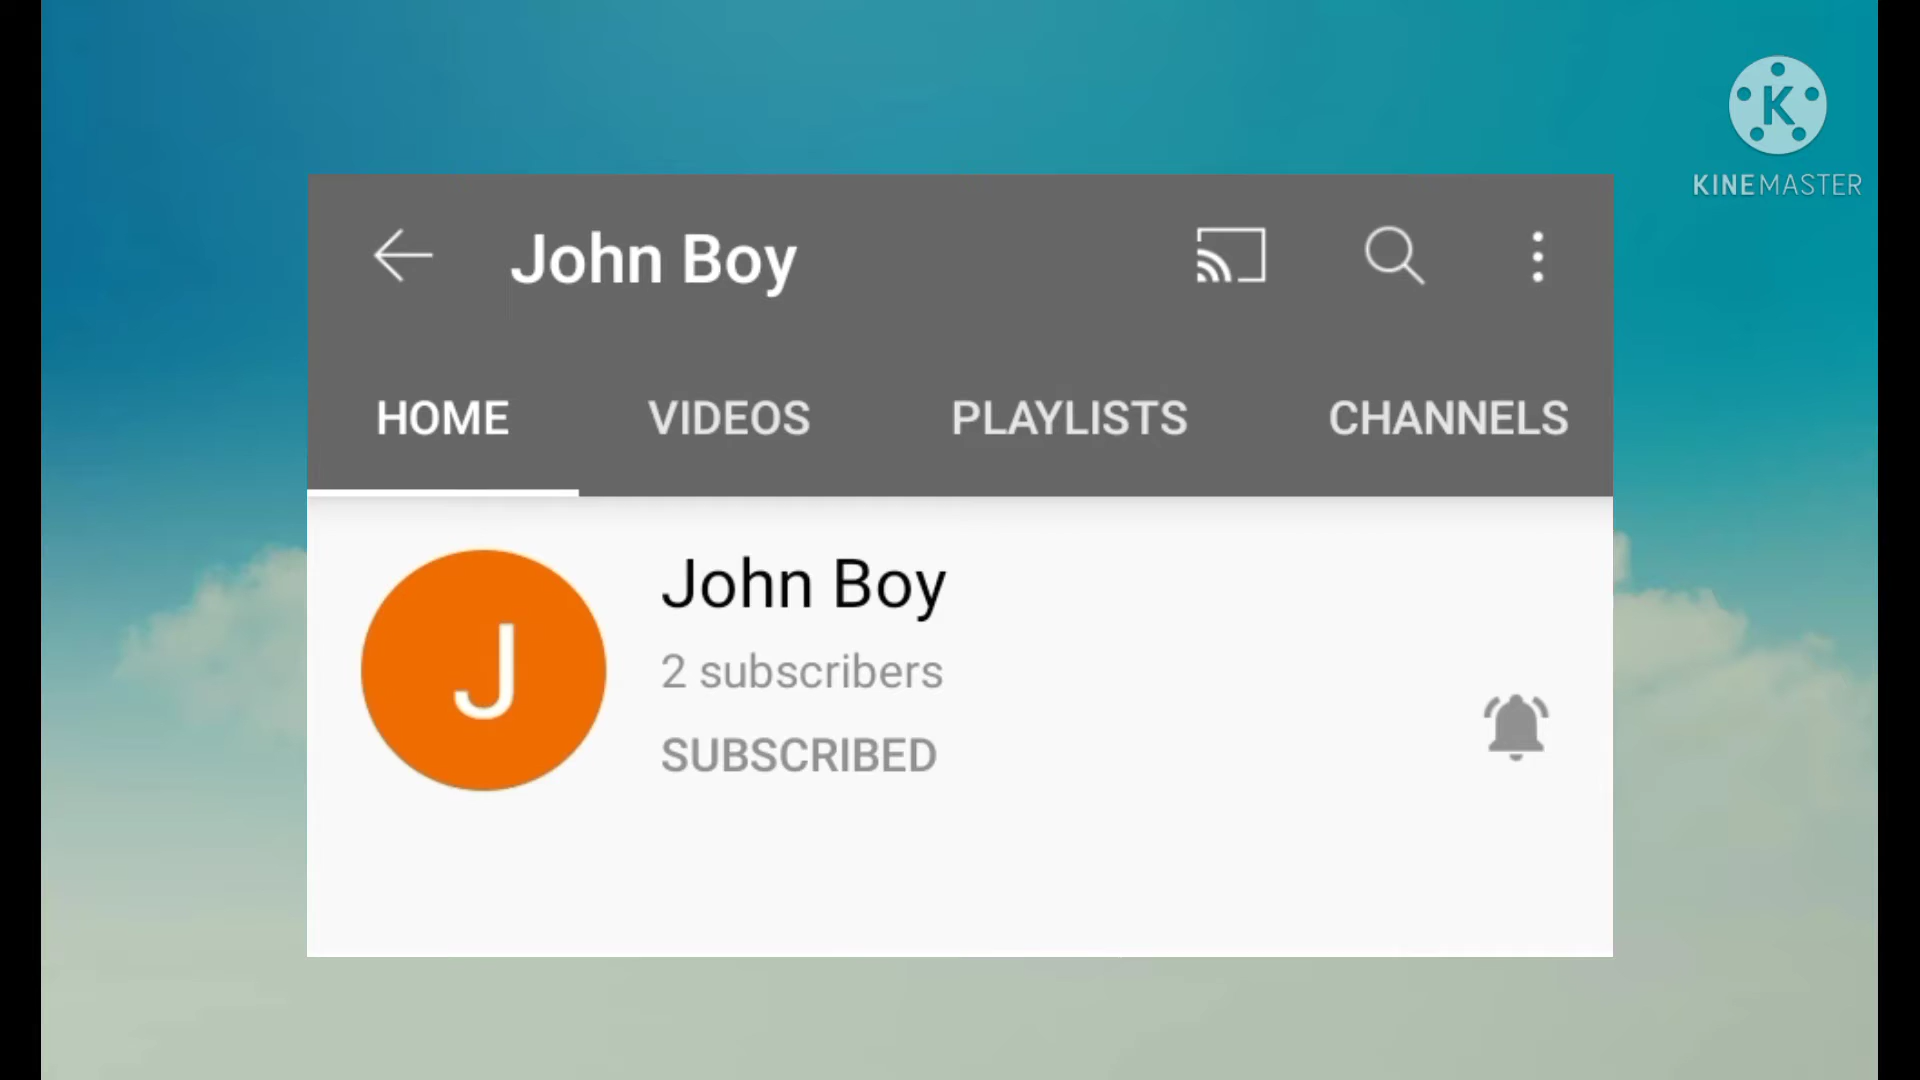 K
KINEMASTER
John Boy
HOME VIDEOS PLAYLISTS CHANNELS
J
John Boy
2 subscribers
SUBSCRIBED